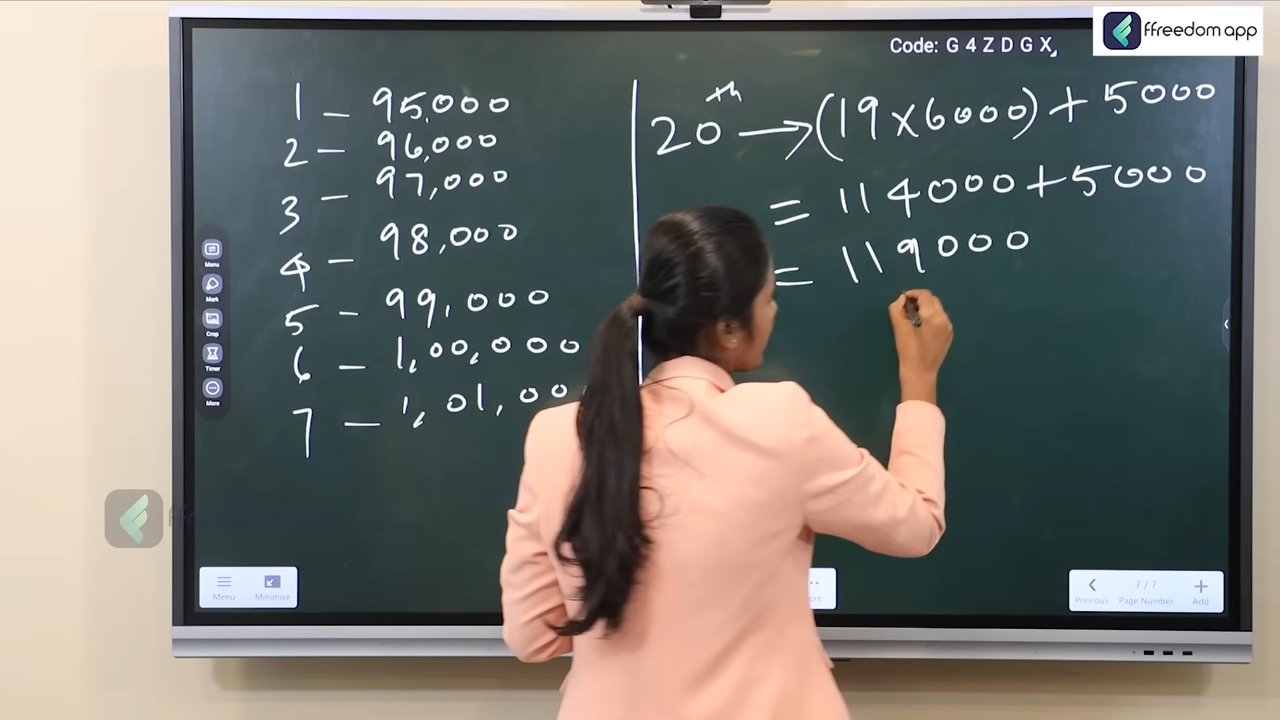 Code: G 4 Z D G X
ffreedom app
1 - 95,000
2 - 96,000
3 - 97,000
4 - 98,000
5 - 99,000
6 - 1,00,000
7 - 1,01,00
20th → (19 x 6000) + 5000
= 114000 + 5000
= 119000
Menu
Mark
Crop
Timer
More
Menu
Minimize
Previous
7 / 7
Page Number
Add